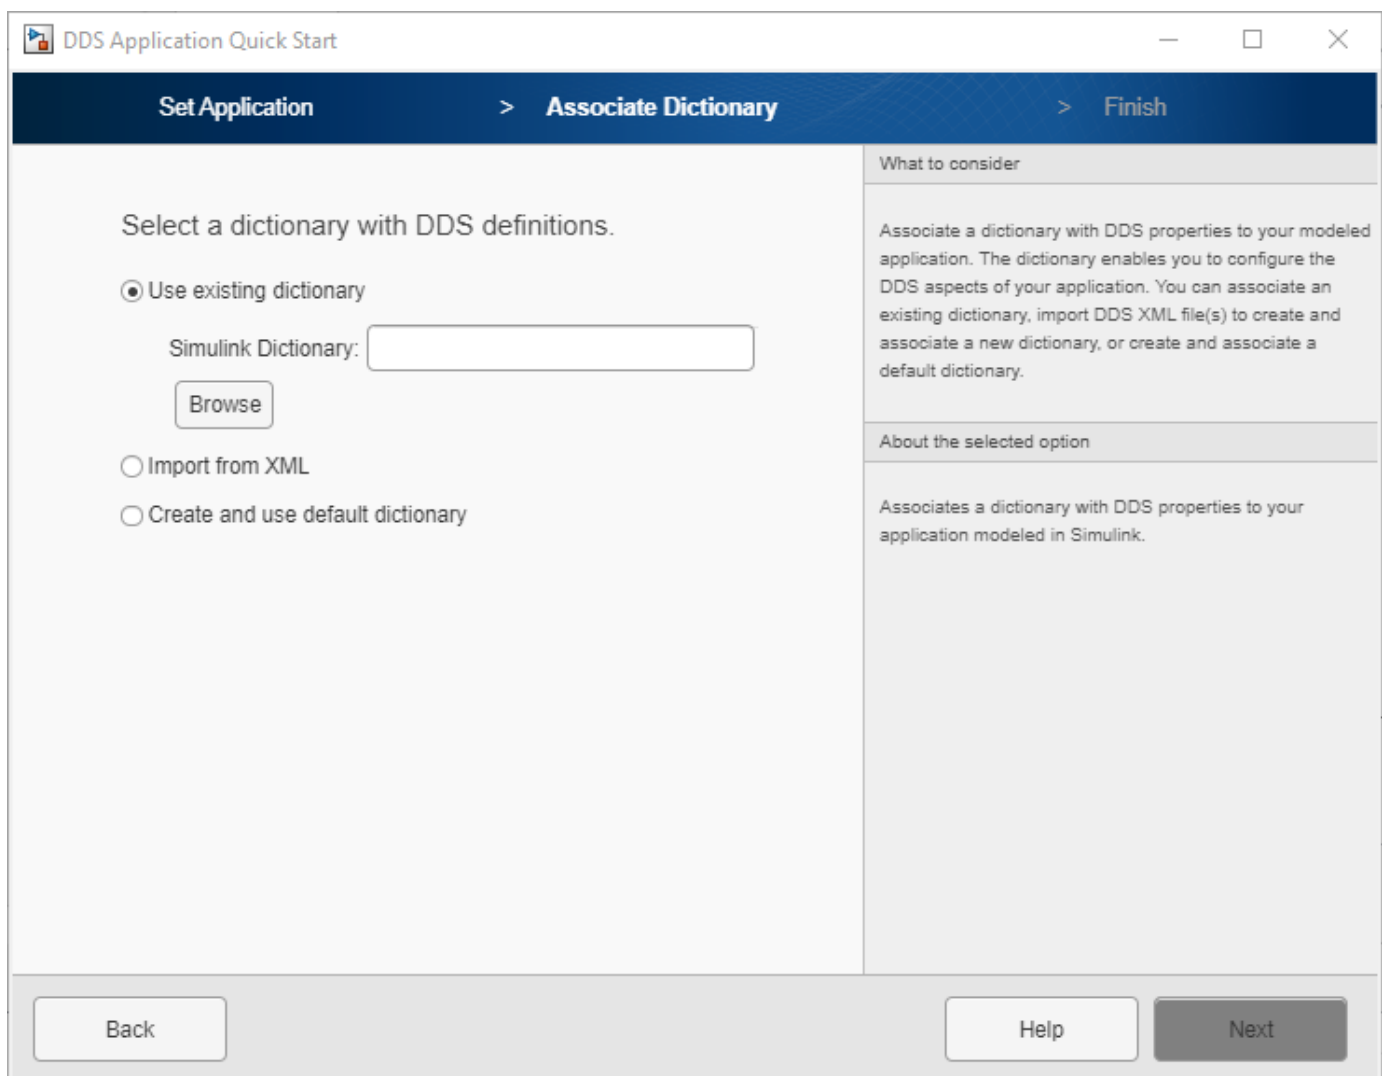 DDS Application Quick Start
Set Application > Associate Dictionary > Finish
Select a dictionary with DDS definitions.
Use existing dictionary
Simulink Dictionary:
Browse
Import from XML
Create and use default dictionary
What to consider
Associate a dictionary with DDS properties to your modeled
application. The dictionary enables you to configure the
DDS aspects of your application. You can associate an
existing dictionary, import DDS XML file(s) to create and
associate a new dictionary, or create and associate a
default dictionary.
About the selected option
Associates a dictionary with DDS properties to your
application modeled in Simulink.
Back
Help
Next